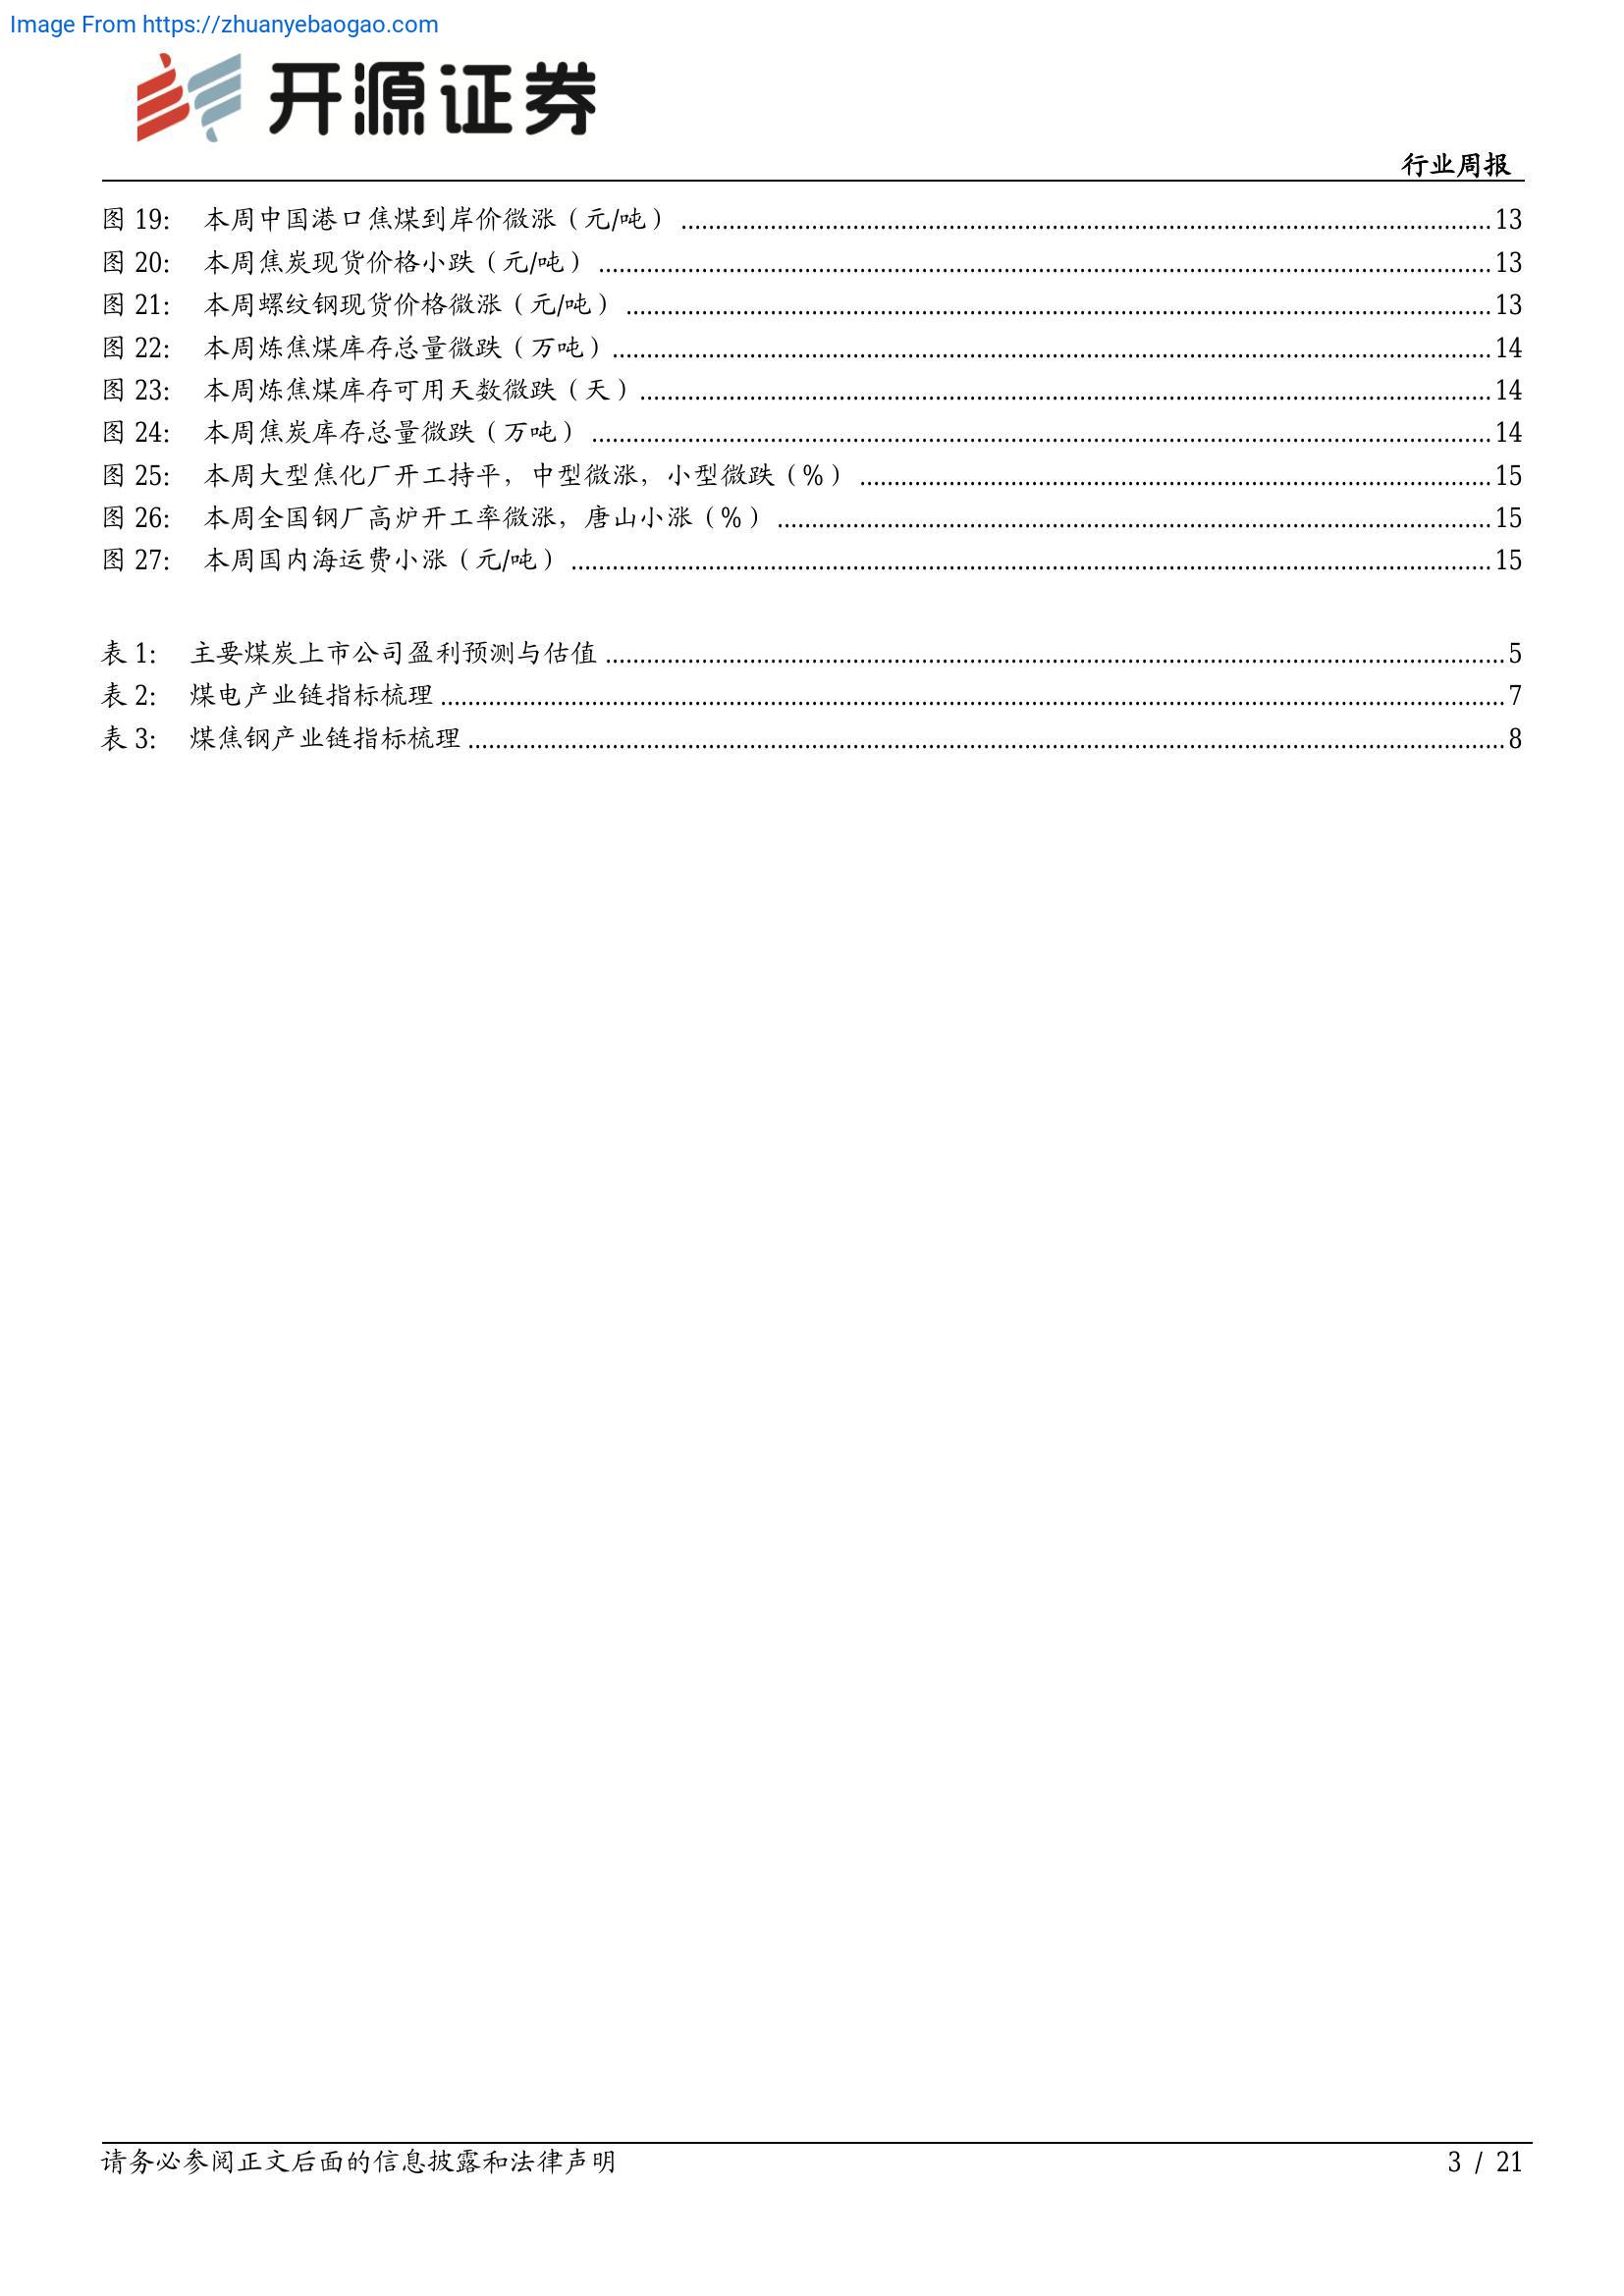 Image From https://zhuanyebaogao.com
开源证券
行业周报
图 19： 本周中国港口焦煤到岸价微涨（元/吨） 13
图 20： 本周焦炭现货价格小跌（元/吨） 13
图 21： 本周螺纹钢现货价格微涨（元/吨） 13
图 22： 本周炼焦煤库存总量微跌（万吨） 14
图 23： 本周炼焦煤库存可用天数微跌（天） 14
图 24： 本周焦炭库存总量微跌（万吨） 14
图 25： 本周大型焦化厂开工持平，中型微涨，小型微跌（%） 15
图 26： 本周全国钢厂高炉开工率微涨，唐山小涨（%） 15
图 27： 本周国内海运费小涨（元/吨） 15
表 1： 主要煤炭上市公司盈利预测与估值 5
表 2： 煤电产业链指标梳理 7
表 3： 煤焦钢产业链指标梳理 8
请务必参阅正文后面的信息披露和法律声明 3 / 21